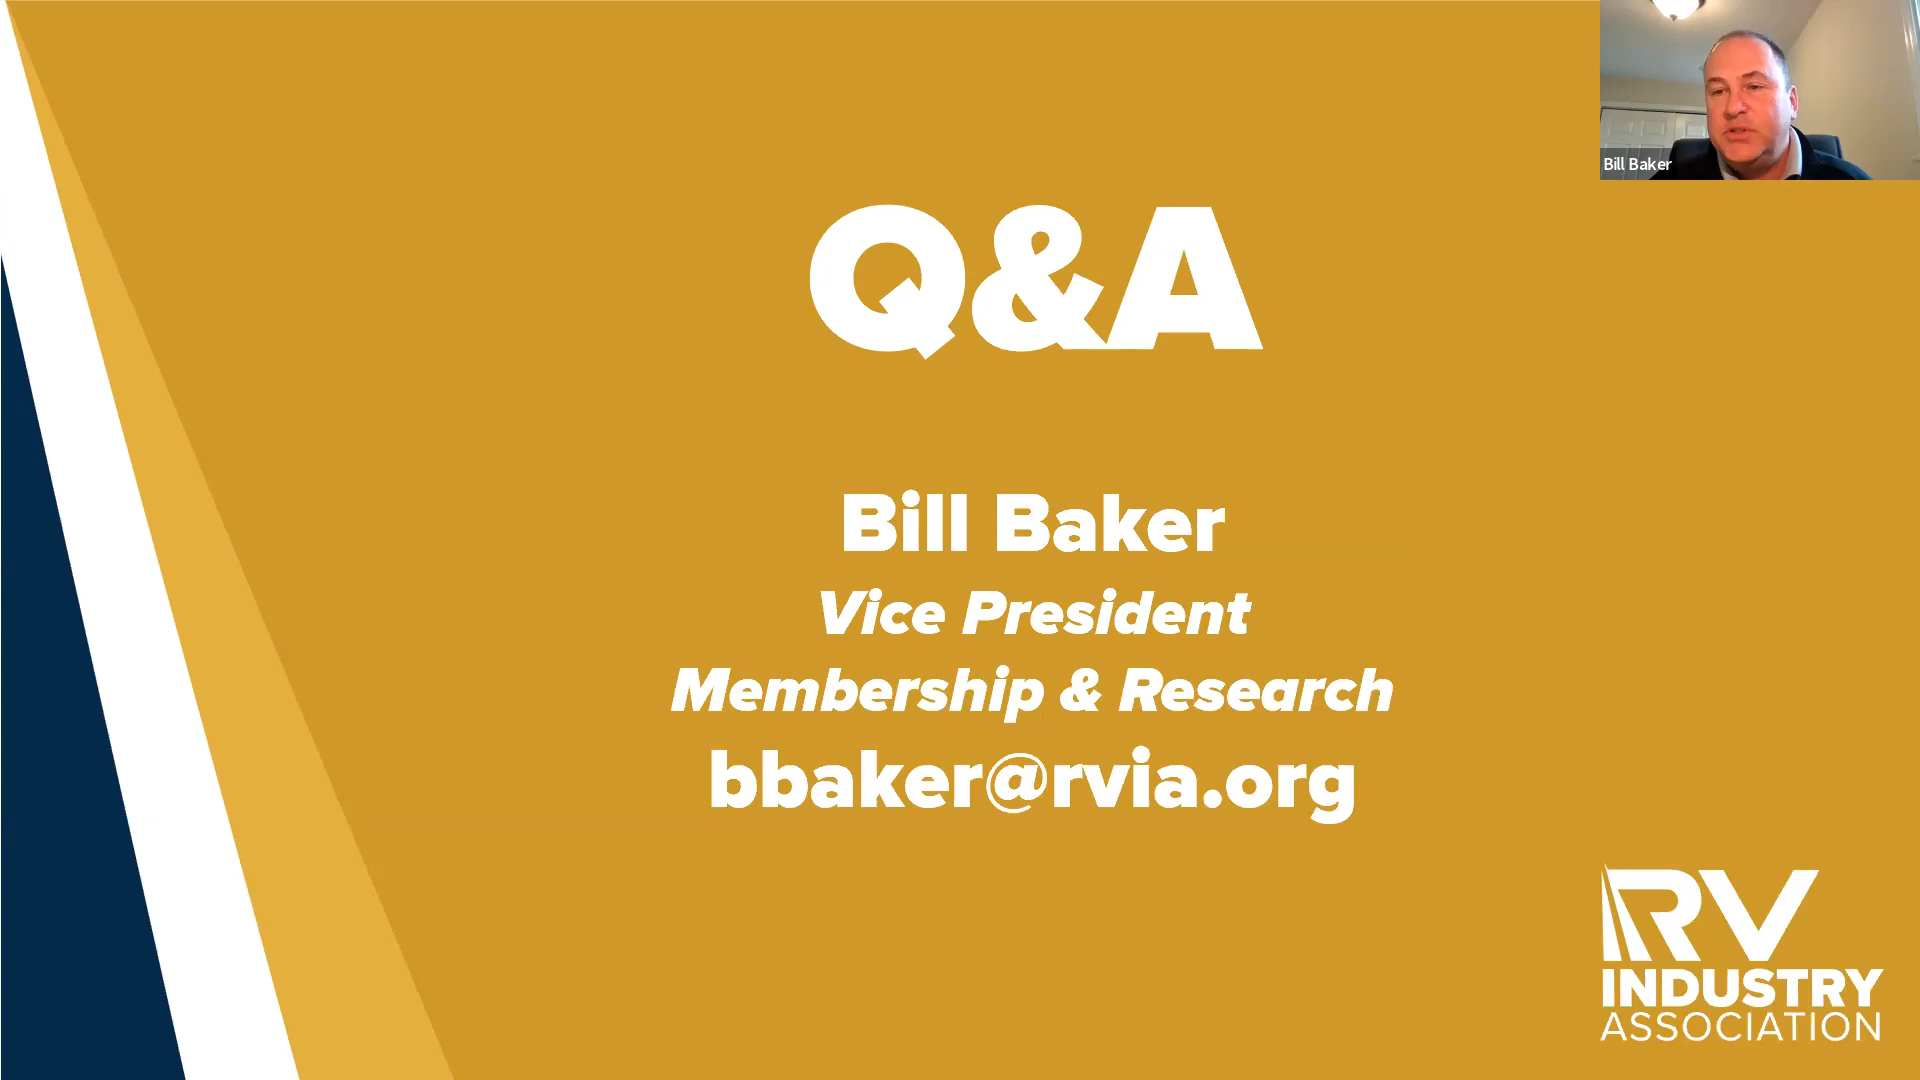 Bill Baker
Q&A
Bill Baker
Vice President
Membership & Research
bbaker@rvia.org
RV
INDUSTRY
ASSOCIATION